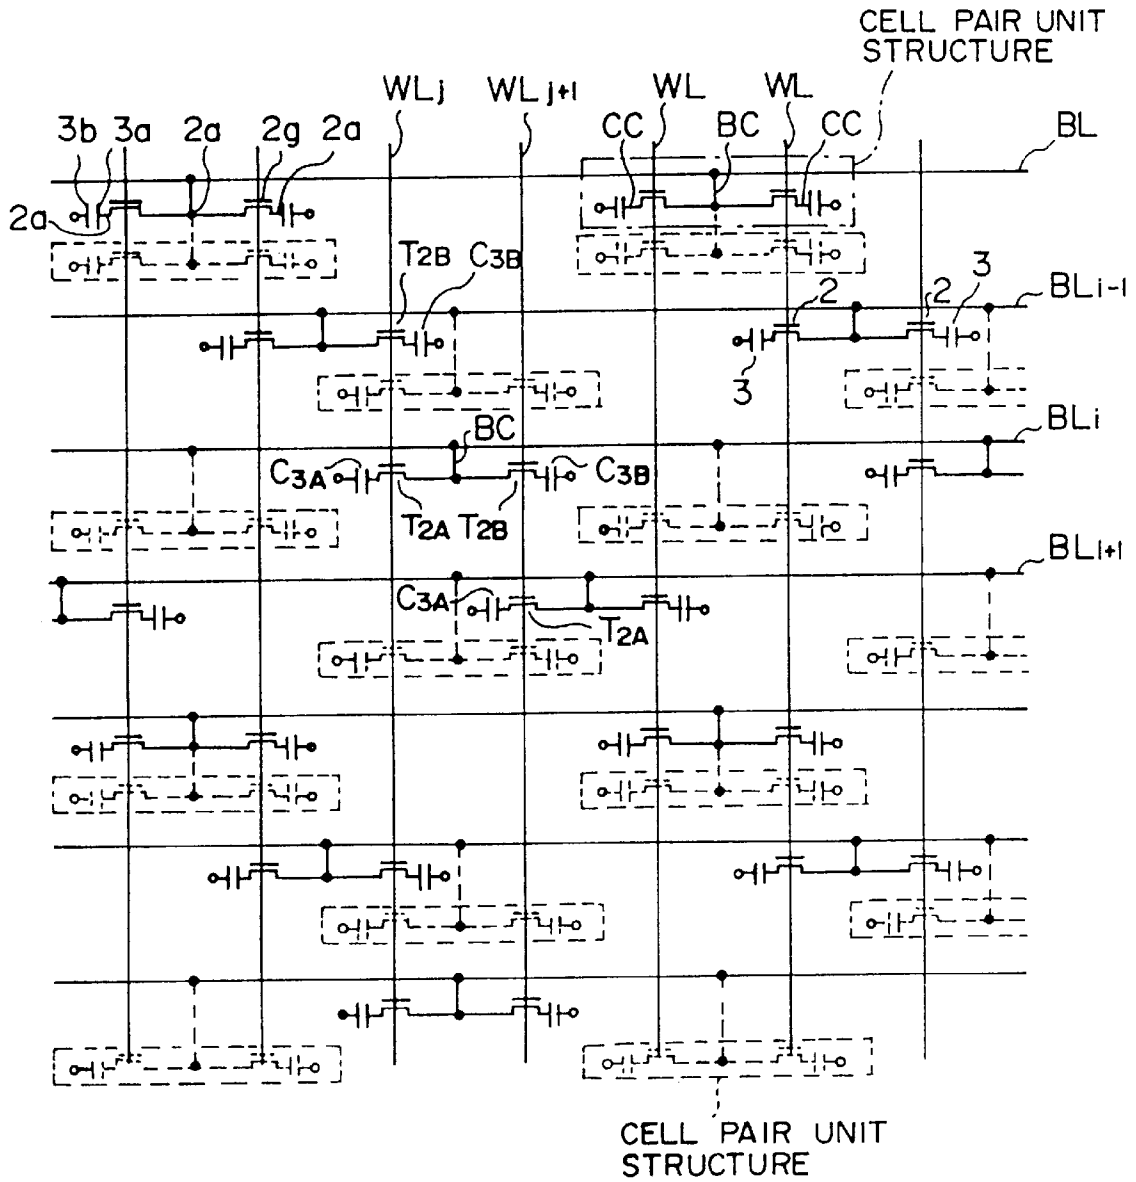 CELL PAIR UNIT
STRUCTURE
WLj WLj+1 WL WL
3b 3a 2a 2g 2a CC BC CC BL
2a
T2B C3B 2 2 3 BLi-1
3
BC BLi
C3A C3B
T2A T2B
BLi+1
C3A
T2A
CELL PAIR UNIT
STRUCTURE